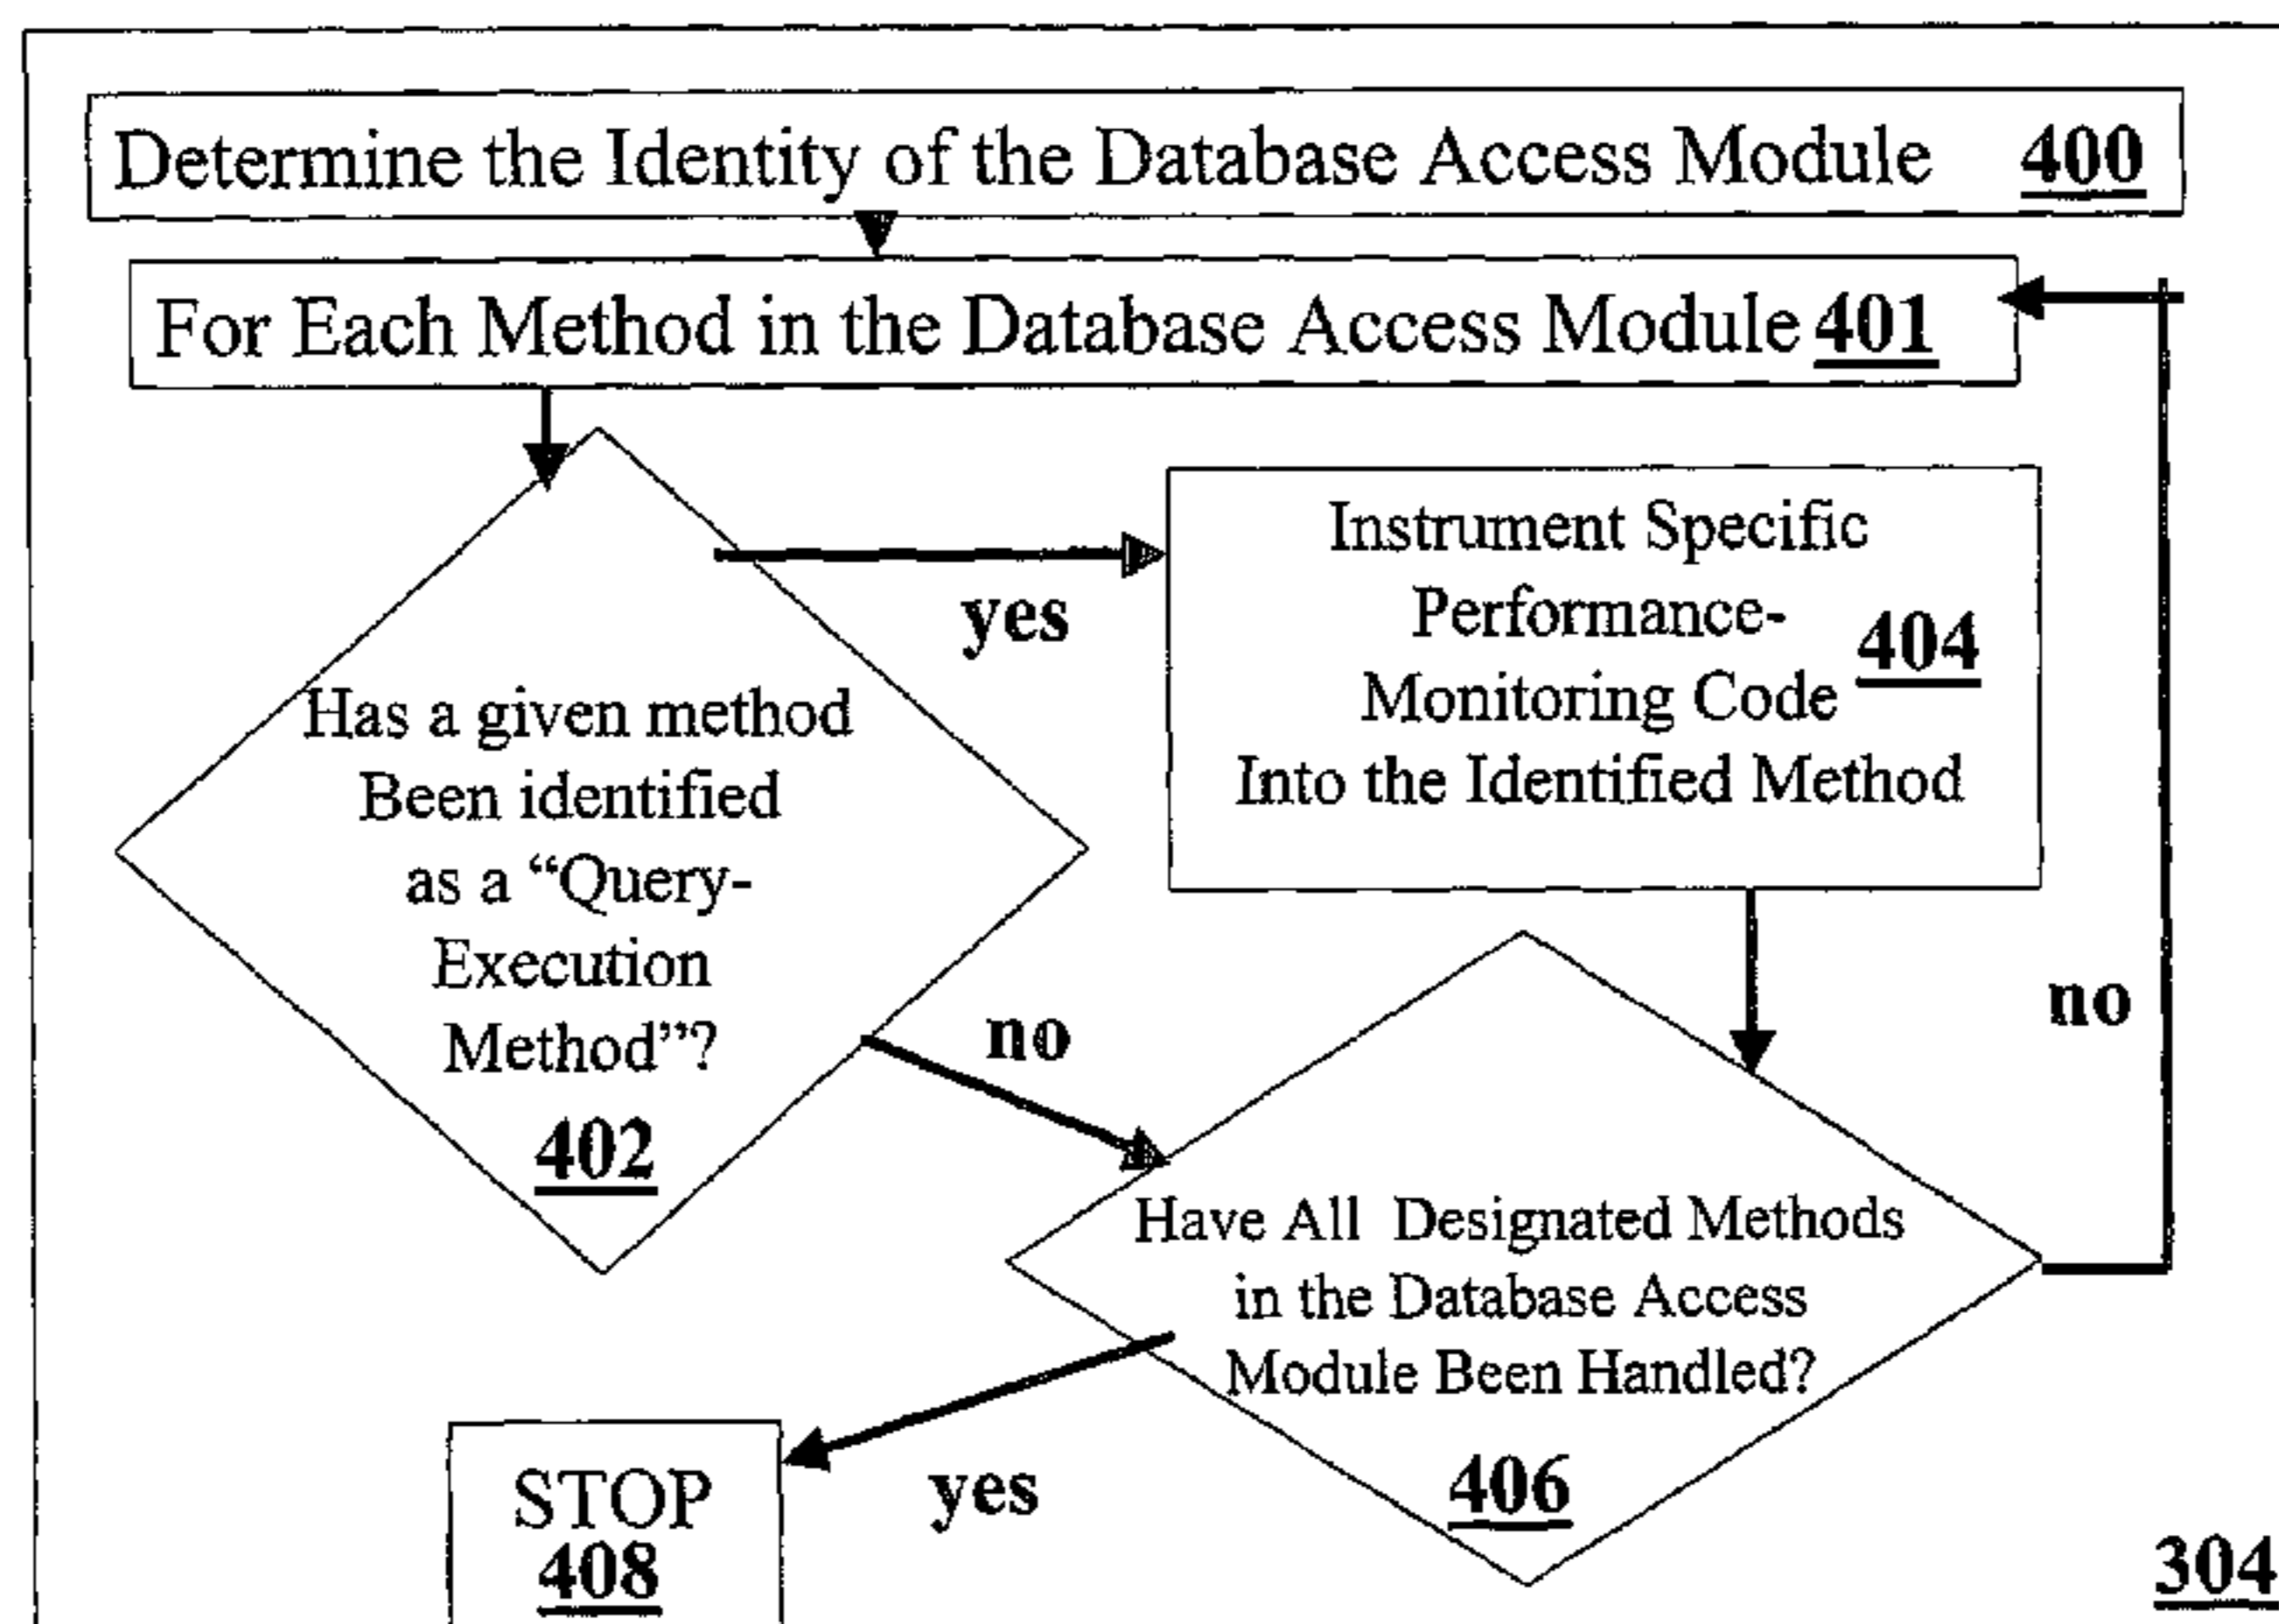 Determine the Identity of the Database Access Module 400
For Each Method in the Database Access Module 401
Has a given method
Been identified
as a “Query-
Execution
Method”?
402
yes
no
Instrument Specific
Performance-
Monitoring Code
404
Into the Identified Method
no
Have All Designated Methods
in the Database Access
Module Been Handled?
406
yes
STOP
408
304